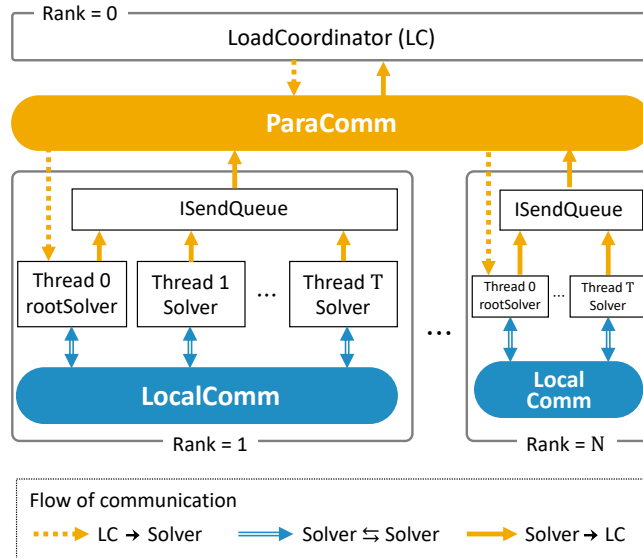 Rank = 0
LoadCoordinator (LC)
ParaComm
ISendQueue
Thread 0
rootSolver
Thread 1
Solver
...
Thread T
Solver
LocalComm
Rank = 1
...
ISendQueue
Thread 0
rootSolver
...
Thread T
Solver
Local
Comm
Rank = N
Flow of communication
LC → Solver
Solver ⇆ Solver
Solver → LC